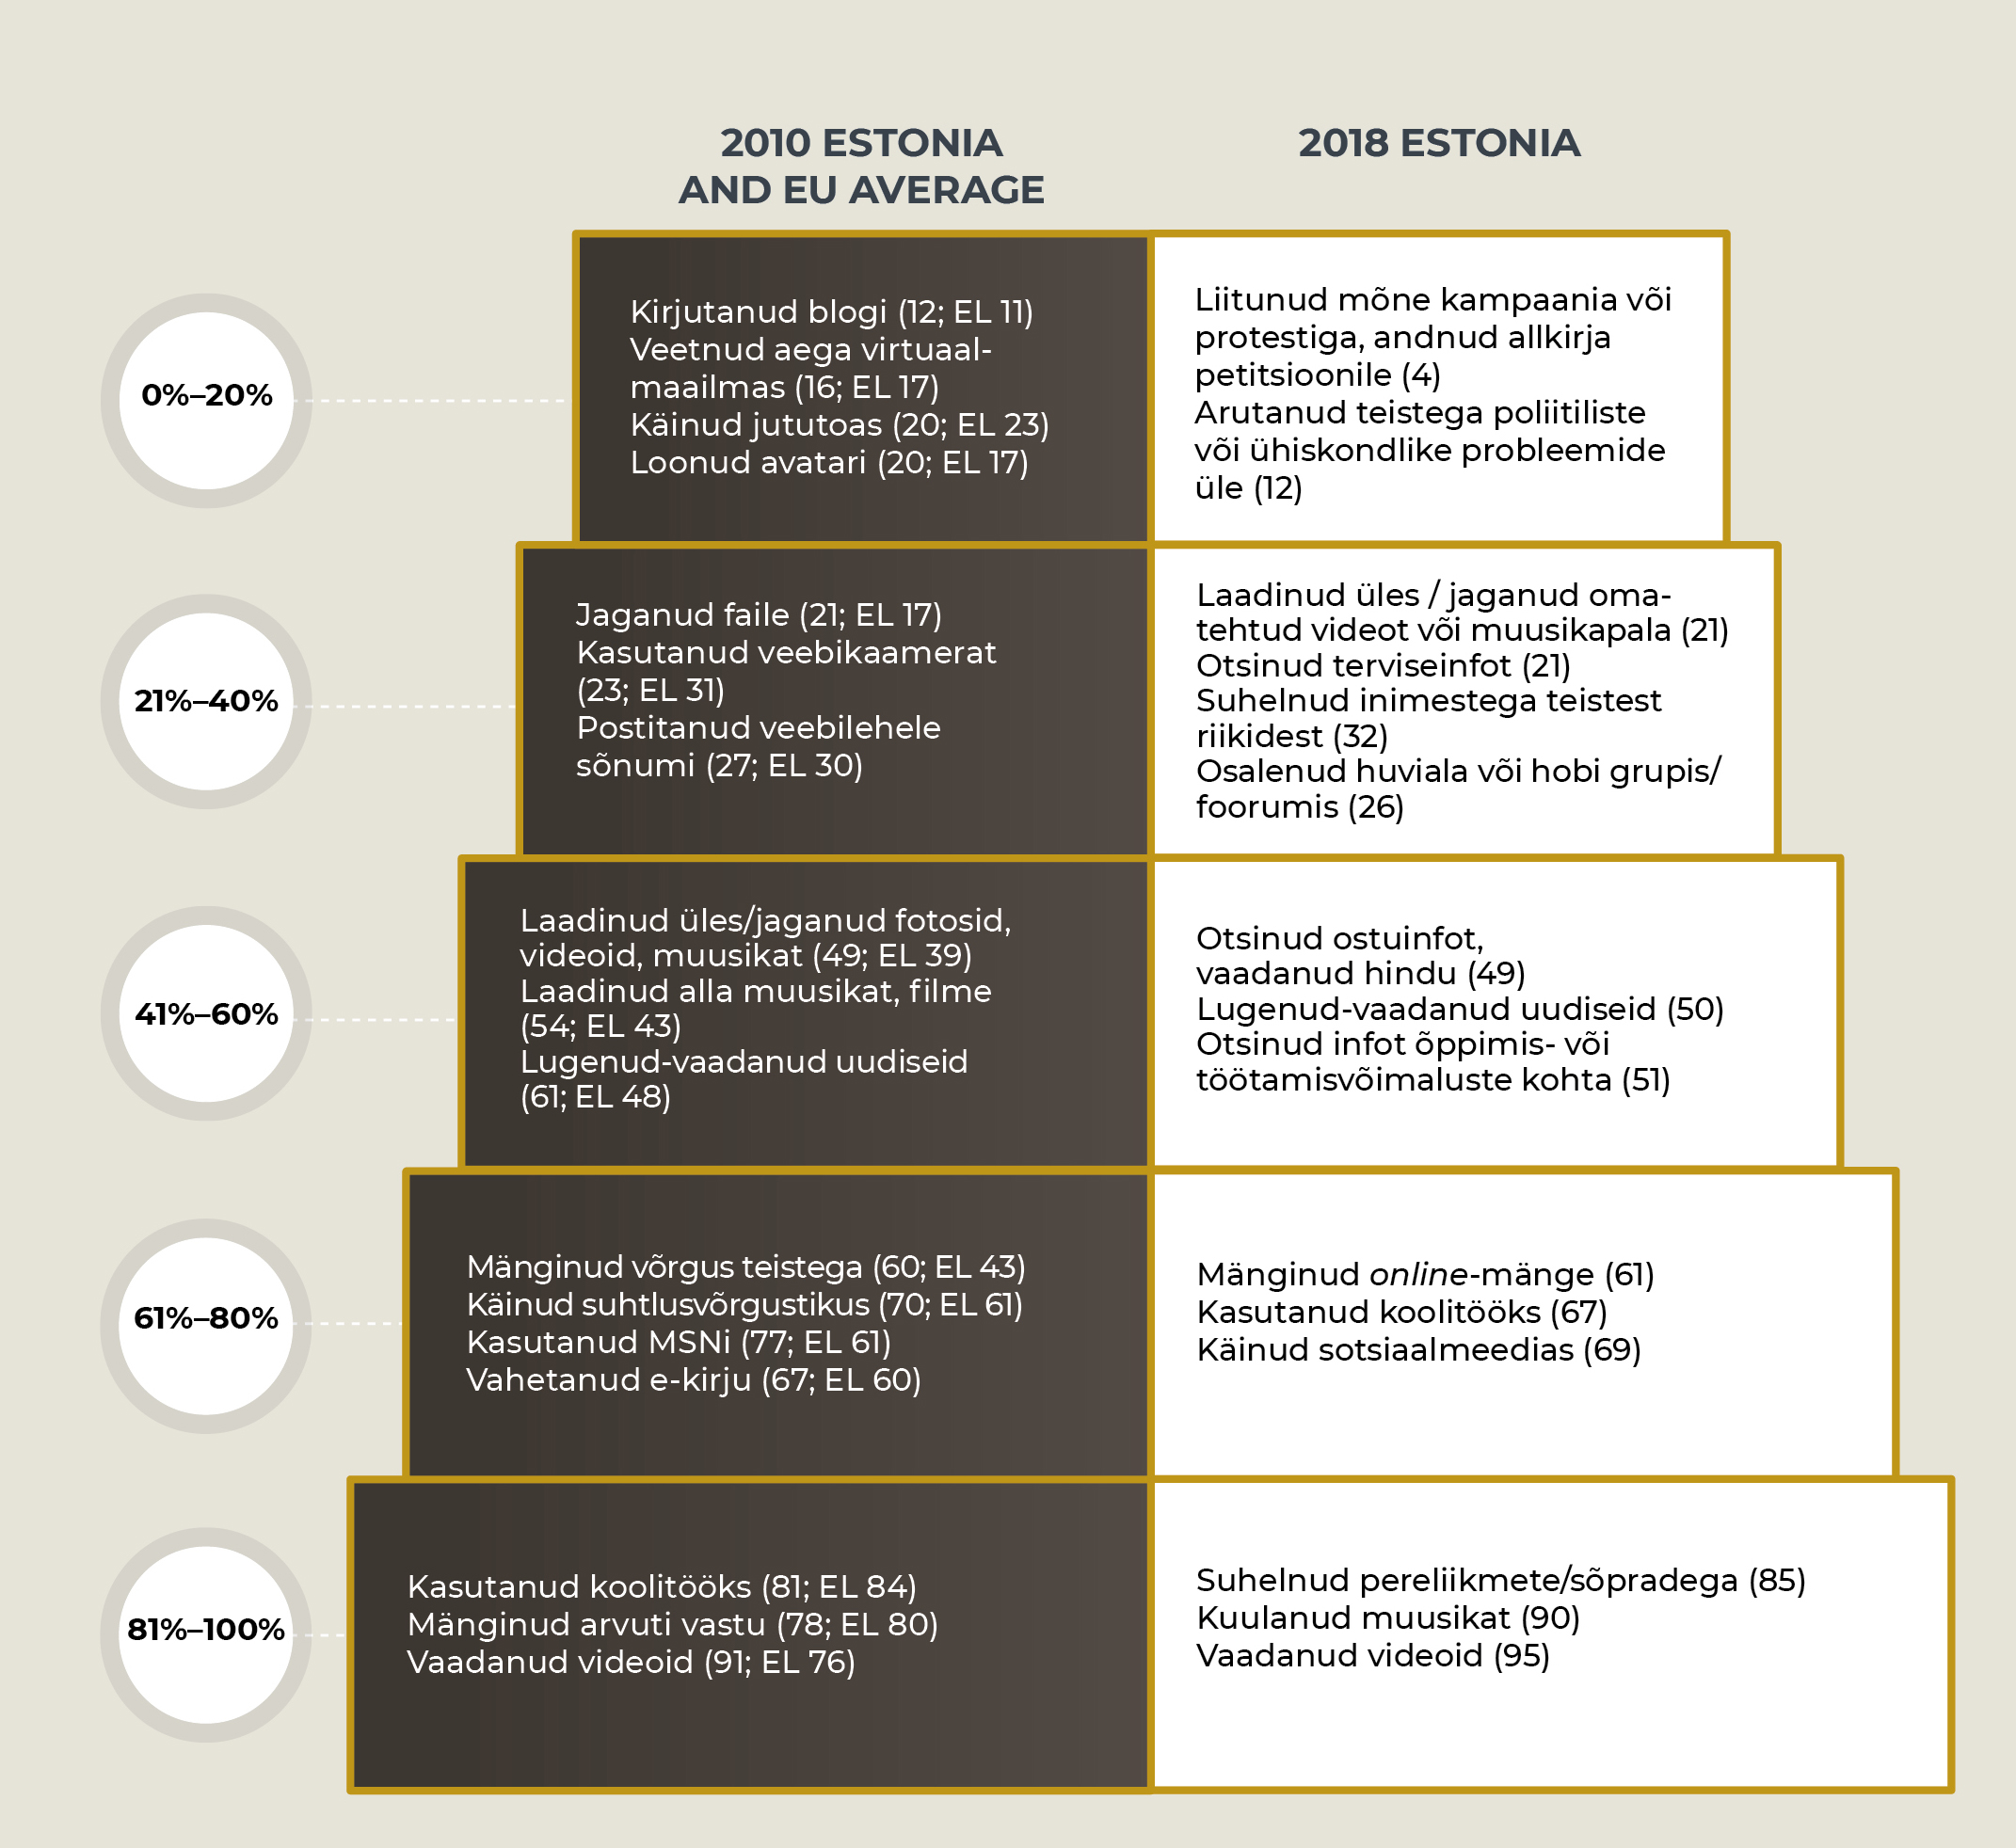 2010 ESTONIA
AND EU AVERAGE
2018 ESTONIA
0%–20%
Kirjutanud blogi (12; EL 11)
Veetnud aega virtuaal-
maailmas (16; EL 17)
Käinud jututoas (20; EL 23)
Loonud avatari (20; EL 17)
Liitunud mõne kampaania või
protestiga, andnud allkirja
petitsioonile (4)
Arutanud teistega poliitiliste
või ühiskondlike probleemide
üle (12)
21%–40%
Jaganud faile (21; EL 17)
Kasutanud veebikaamerat
(23; EL 31)
Postitanud veebilehele
sõnumi (27; EL 30)
Laadinud üles / jaganud oma-
tehtud videot või muusikapala (21)
Otsinud terviseinfot (21)
Suhelnud inimestega teistest
riikidest (32)
Osalenud huviala või hobi grupis/
foorumis (26)
41%–60%
Laadinud üles/jaganud fotosid,
videoid, muusikat (49; EL 39)
Laadinud alla muusikat, filme
(54; EL 43)
Lugenud-vaadanud uudiseid
(61; EL 48)
Otsinud ostuinfot,
vaadanud hindu (49)
Lugenud-vaadanud uudiseid (50)
Otsinud infot õppimis- või
töötamisvõimaluste kohta (51)
61%–80%
Mänginud võrgus teistega (60; EL 43)
Käinud suhtlusvõrgustikus (70; EL 61)
Kasutanud MSNi (77; EL 61)
Vahetanud e-kirju (67; EL 60)
Mänginud online-mänge (61)
Kasutanud koolitööks (67)
Käinud sotsiaalmeedias (69)
81%–100%
Kasutanud koolitööks (81; EL 84)
Mänginud arvuti vastu (78; EL 80)
Vaadanud videoid (91; EL 76)
Suhelnud pereliikmete/sõpradega (85)
Kuulanud muusikat (90)
Vaadanud videoid (95)